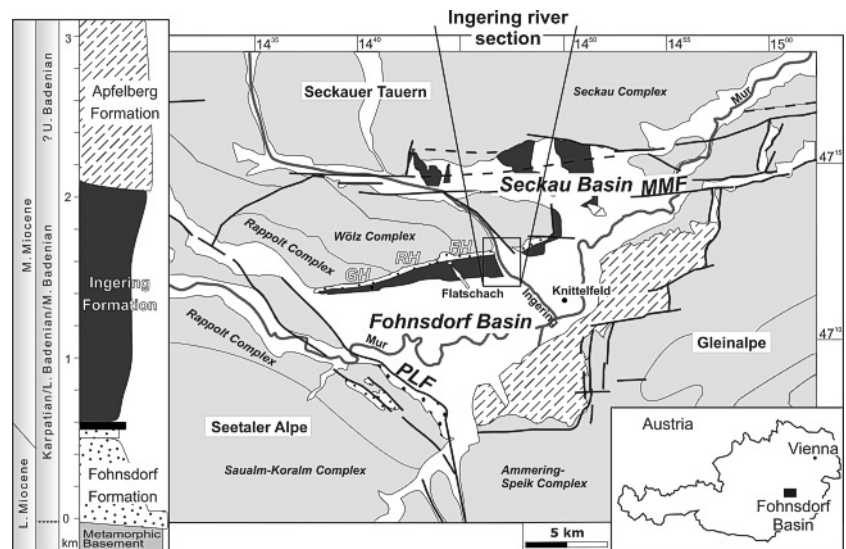 Ingering river
section
14 35
14 40
14 50
14 55
15 00
47 15
47 10
3
2
1
0
km
? U. Badenian
Karpatian/L. Badenian/M. Badenian
M. Miocene
L. Miocene
Apfelberg
Formation
Ingering
Formation
Fohnsdorf
Formation
Metamorphic
Basement
Seckauer Tauern
Seckau Complex
Mur
Seckau Basin
MMF
Wölz Complex
Rappolt Complex
GH
RH
Flatschach
Ingering
Knittelfeld
Fohnsdorf Basin
Mur
Rappolt Complex
PLF
Gleinalpe
Seetaler Alpe
Saualm-Koralm Complex
Ammering-
Speik Complex
5 km
Austria
Vienna
Fohnsdorf
Basin